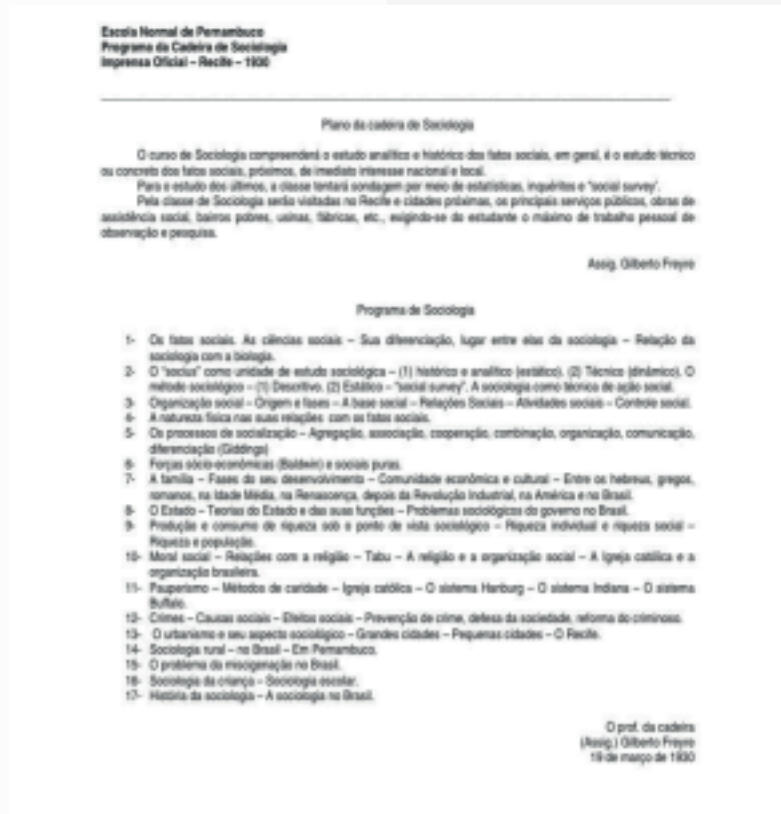 Escola Normal de Pernambuco
Programa da Cadeira de Sociologia
Imprensa Oficial – Recife – 1930
Plano da cadeira de Sociologia
O curso de Sociologia compreenderá o estudo analítico e histórico dos fatos sociais, em geral, é o estudo técnico
ou concreto dos fatos sociais, próximos, de imediato interesse nacional e local.
Para o estudo dos últimos, a classe tentará sondagem por meio de estatísticas, inquéritos e "social survey".
Pela classe de Sociologia serão visitadas no Recife e cidades próximas, os principais serviços públicos, obras de
assistência social, bairros pobres, usinas, fábricas, etc., exigindo-se do estudante o máximo de trabalho pessoal de
observação e pesquisa.
Assig. Gilberto Freyre
Programa de Sociologia
1- Os fatos sociais. As ciências sociais – Sua diferenciação, lugar entre elas da sociologia – Relação da
sociologia com a biologia.
2- O "socius" como unidade de estudo sociológica – (1) histórico e analítico (estático). (2) Técnico (dinâmico). O
método sociológico – (1) Descritivo. (2) Estático – "social survey". A sociologia como técnica de ação social.
3- Organização social – Origem e fases – A base social – Relações Sociais – Atividades sociais – Controle social.
4- A natureza física nas suas relações com os fatos sociais.
5- Os processos de socialização – Agregação, associação, cooperação, combinação, organização, comunicação,
diferenciação (Giddings)
6- Forças sócio-econômicas (Baldwin) e sociais puras.
7- A família – Fases do seu desenvolvimento – Comunidade econômica e cultural – Entre os hebreus, gregos,
romanos, na Idade Média, na Renascença, depois da Revolução Industrial, na América e no Brasil.
8- O Estado – Teorias do Estado e das suas funções – Problemas sociológicos do governo no Brasil.
9- Produção e consumo de riqueza sob o ponto de vista sociológico – Riqueza individual e riqueza social –
Riqueza e população.
10- Moral social – Relações com a religião – Tabu – A religião e a organização social – A Igreja católica e a
organização brasileira.
11- Pauperismo – Métodos de caridade – Igreja católica – O sistema Hamburg – O sistema Indiana – O sistema
Buffalo.
12- Crimes – Causas sociais – Efeitos sociais – Prevenção de crime, defesa da sociedade, reforma do criminoso.
13- O urbanismo e seu aspecto sociológico – Grandes cidades – Pequenas cidades – O Recife.
14- Sociologia rural – no Brasil – Em Pernambuco.
15- O problema da miscigenação no Brasil.
16- Sociologia da criança – Sociologia escolar.
17- História da sociologia – A sociologia no Brasil.
O prof. da cadeira
(Assig.) Gilberto Freyre
19 de março de 1930